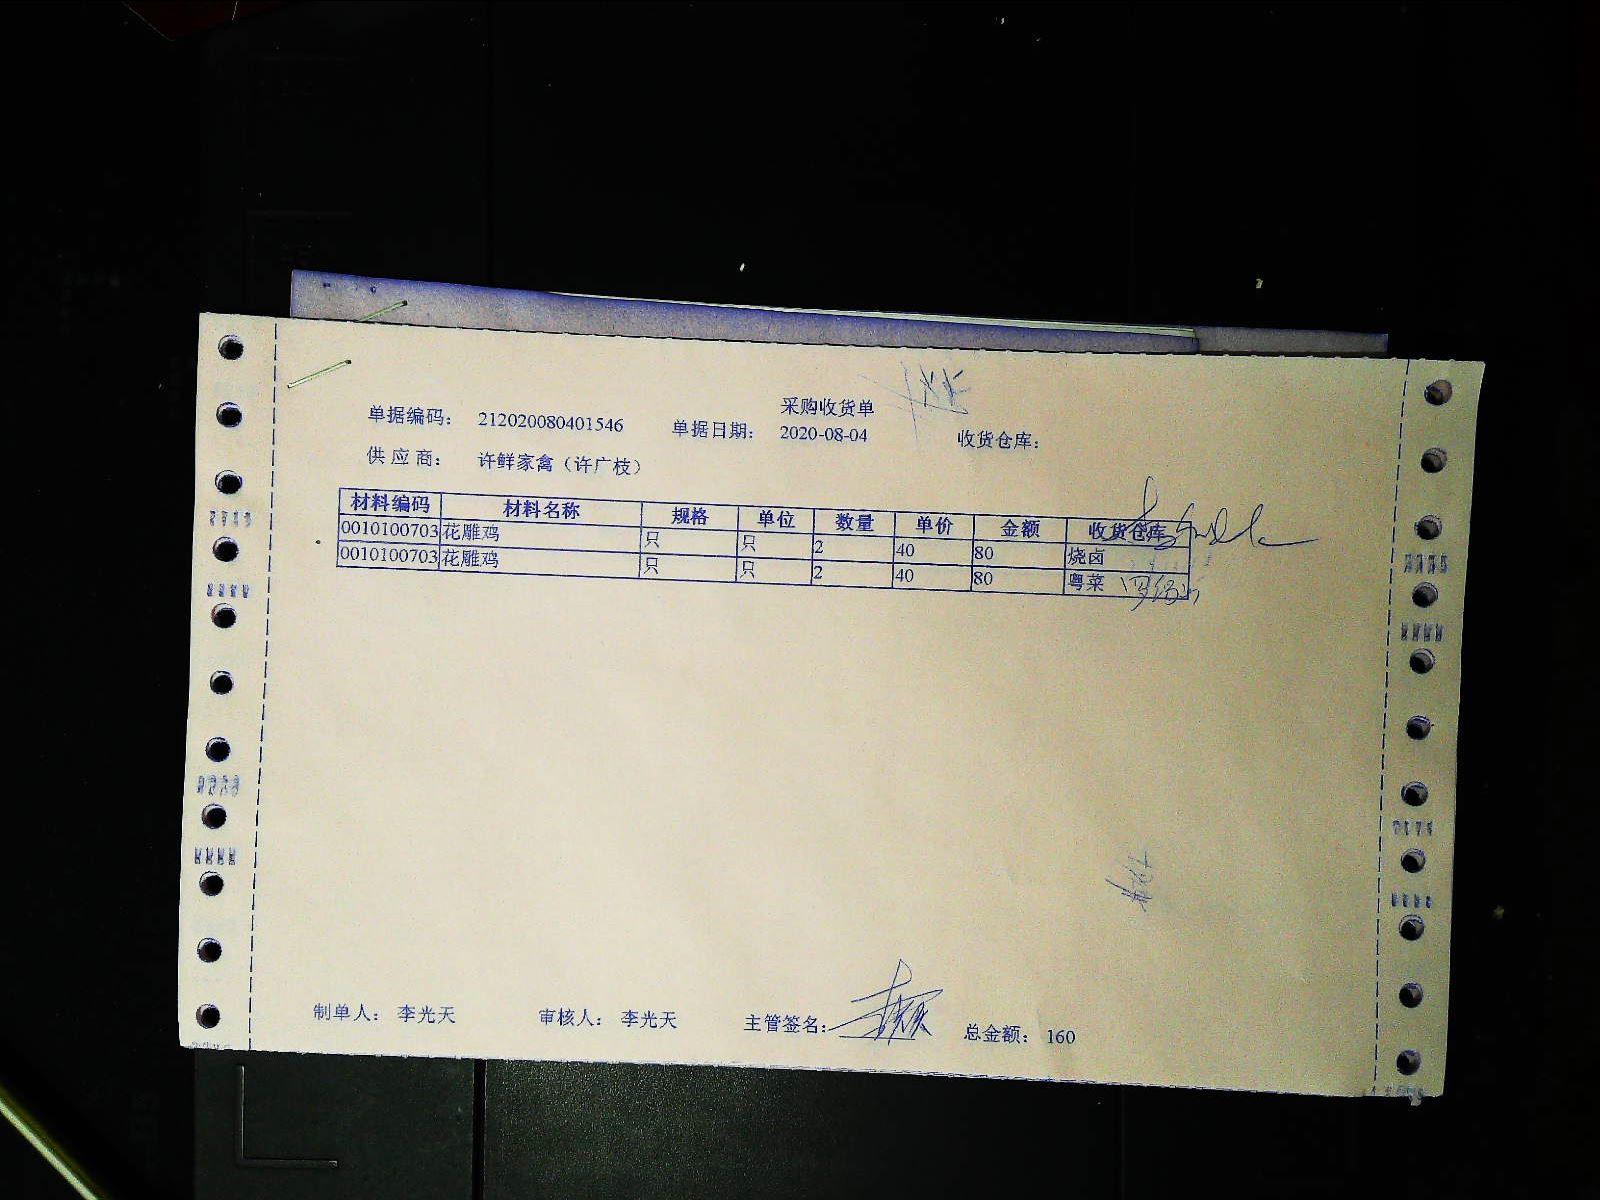 采购收货单
单据编码： 212020080401546 单据日期： 2020-08-04 收货仓库：
供应商： 许鲜家禽（许广枝）
材料编码 材料名称 规格 单位 数量 单价 金额 收货仓库
0010100703 花雕鸡 只 只 2 40 80 烧卤
0010100703 花雕鸡 只 只 2 40 80 粤菜
制单人： 李光天 审核人： 李光天 主管签名： 总金额： 160